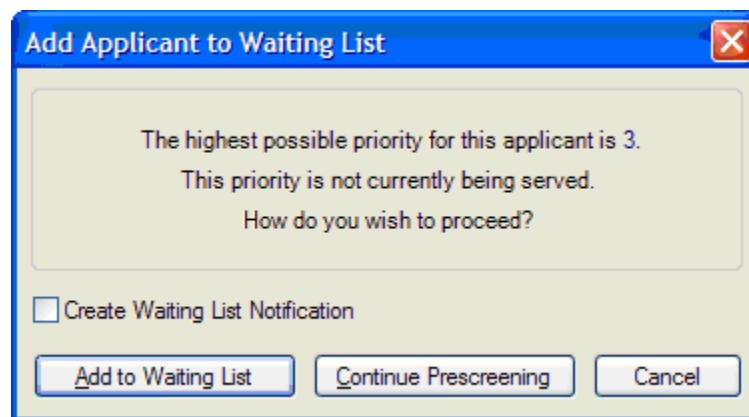 Add Applicant to Waiting List
The highest possible priority for this applicant is 3.
This priority is not currently being served.
How do you wish to proceed?
Create Waiting List Notification
Add to Waiting List Continue Prescreening Cancel